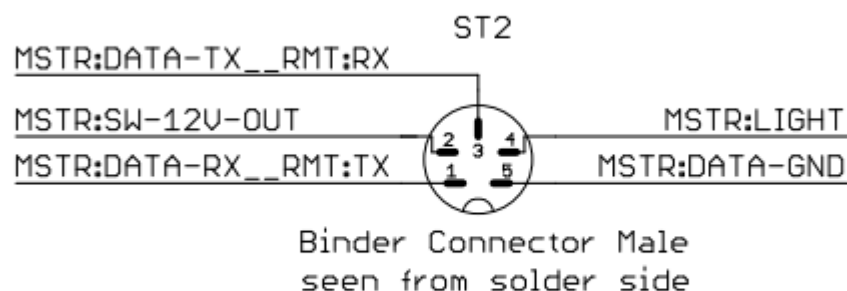 ST2
MSTR:DATA-TX__RMT:RX
MSTR:SW-12V-OUT
MSTR:LIGHT
2
3
4
MSTR:DATA-RX__RMT:TX
MSTR:DATA-GND
1
5
Binder Connector Male
seen from solder side